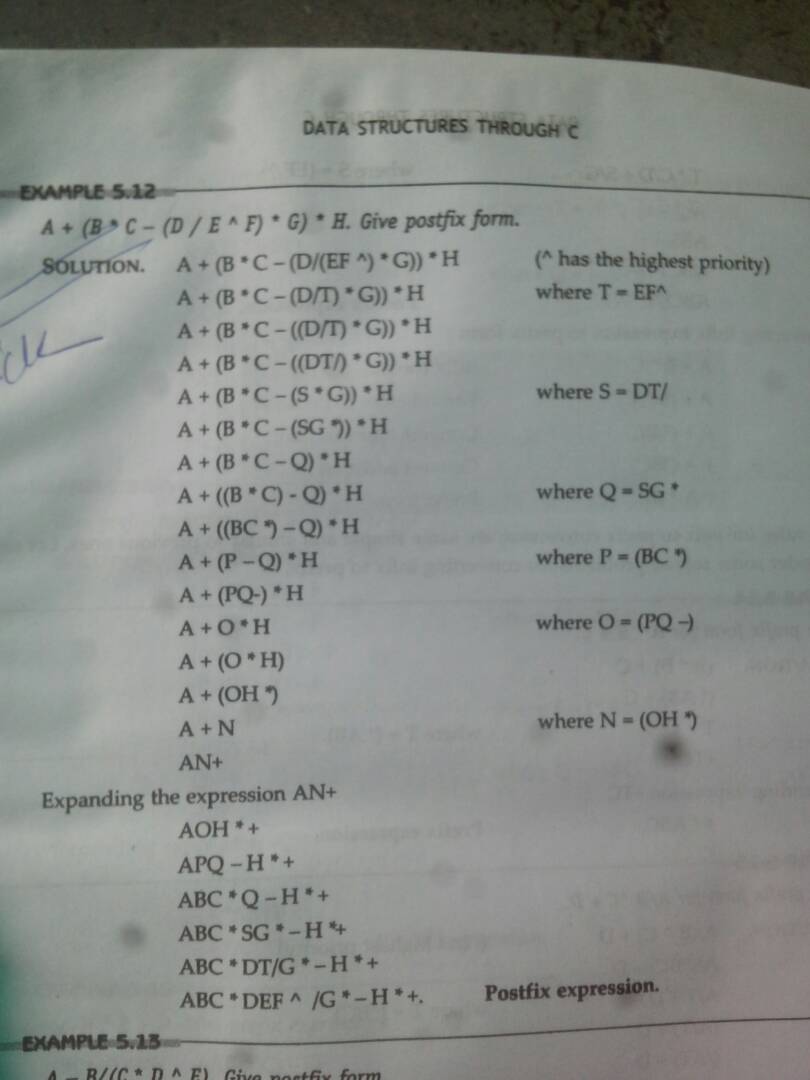 DATA STRUCTURES THROUGH C
EXAMPLE 5.12
A + (B * C – (D / E ^ F) * G) * H. Give postfix form.
SOLUTION. A + (B * C – (D/(EF ^) * G)) * H (^ has the highest priority)
A + (B * C – (D/T) * G)) * H where T = EF^
A + (B * C – ((D/T) * G)) * H
A + (B * C – ((DT/) * G)) * H
A + (B * C – (S * G)) * H where S = DT/
A + (B * C – (SG *)) * H
A + (B * C – Q) * H
A + ((B * C) - Q) * H where Q = SG *
A + ((BC *) – Q) * H
A + (P – Q) * H where P = (BC *)
A + (PQ-) * H
A + O * H where O = (PQ –)
A + (O * H)
A + (OH *)
A + N where N = (OH *)
AN+
Expanding the expression AN+
AOH * +
APQ – H * +
ABC * Q – H * +
ABC * SG * – H *+
ABC * DT/G * – H * +
ABC * DEF ^ /G * – H * +. Postfix expression.
EXAMPLE 5.13
A – B/((C * D ^ E). Give postfix form